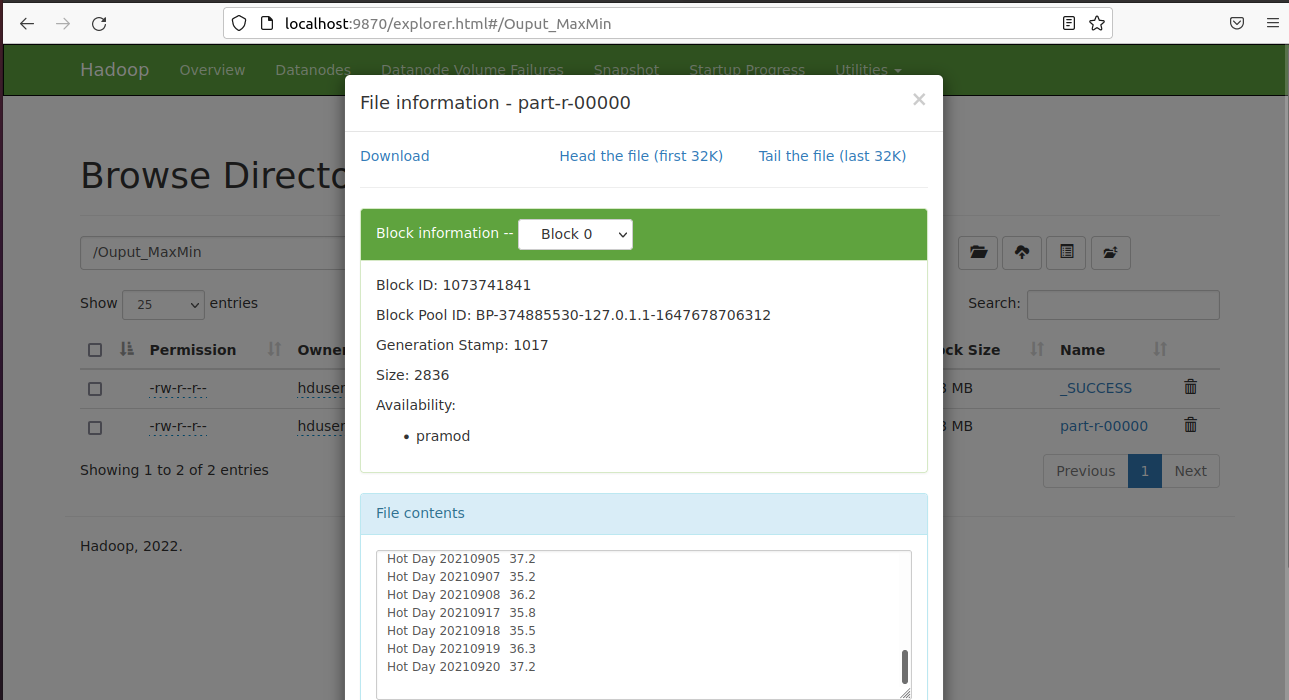 localhost:9870/explorer.html#/Ouput_MaxMin
Hadoop Overview Datanodes Datanode Volume Failures Snapshot Startup Progress Utilities
File information - part-r-00000
×
Download Head the file (first 32K) Tail the file (last 32K)
Browse Directo
Block information -- Block 0
/Ouput_MaxMin
Block ID: 1073741841
Show 25 entries
Search:
Block Pool ID: BP-374885530-127.0.1.1-1647678706312
Generation Stamp: 1017
Permission Owner ck Size Name
Size: 2836
-rw-r--r-- hduser MB _SUCCESS
Availability:
-rw-r--r-- hduser MB part-r-00000
• pramod
Showing 1 to 2 of 2 entries
Previous 1 Next
File contents
Hadoop, 2022.
Hot Day 20210905 37.2
Hot Day 20210907 35.2
Hot Day 20210908 36.2
Hot Day 20210917 35.8
Hot Day 20210918 35.5
Hot Day 20210919 36.3
Hot Day 20210920 37.2